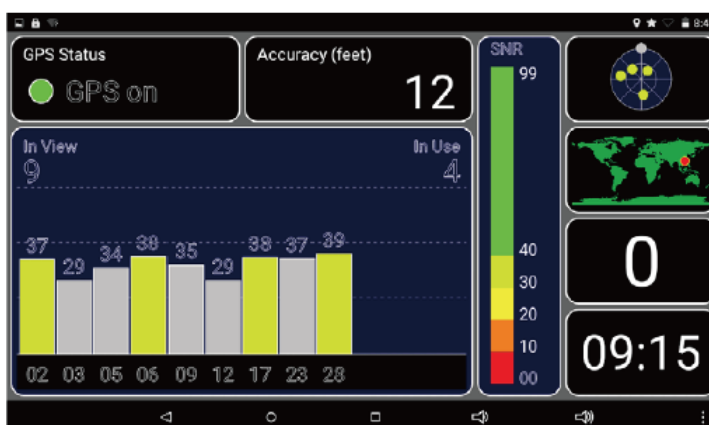 8:4
GPS Status
GPS on
Accuracy (feet)
12
SNR
99
40
30
20
10
00
In View
9
In Use
4
37 29 34 38 35 29 38 37 39
02 03 05 06 09 12 17 23 28
0
09:15